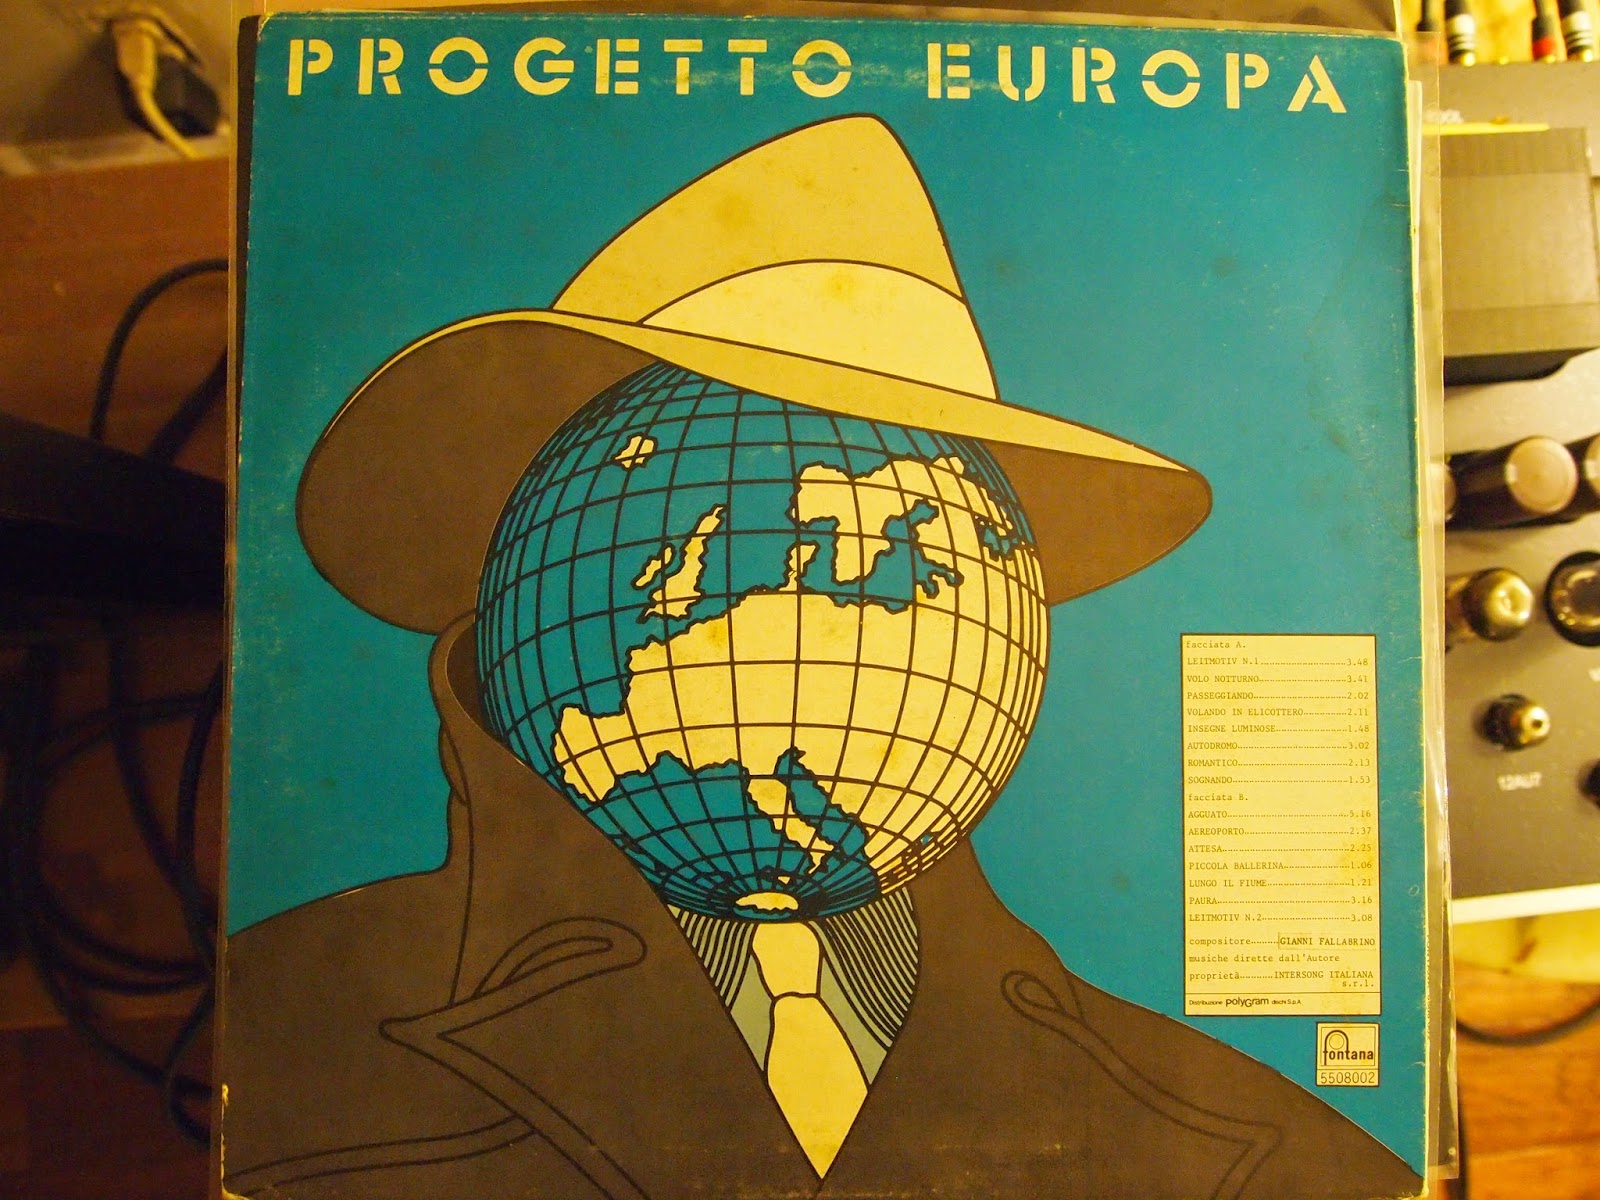 PROGETTO EUROPA
facciata A.
LEITMOTIV N.1 3.48
VOLO NOTTURNO 3.41
PASSEGGIANDO 2.02
VOLANDO IN ELICOTTERO 2.11
INSEGNE LUMINOSE 1.48
AUTODROMO 3.02
ROMANTICO 2.13
SOGNANDO 1.53
facciata B.
AGGUATO 5.16
AEREOPORTO 2.37
ATTESA 2.25
PICCOLA BALLERINA 1.06
LUNGO IL FIUME 1.21
PAURA 3.16
LEITMOTIV N.2 3.08
compositore GIANNI FALLABRINO
musiche dirette dall'Autore
proprietà INTERSONG ITALIANA
s.r.l.
Distribuzione polyGram dischi S.p.A.
fontana
5508002
12AU7